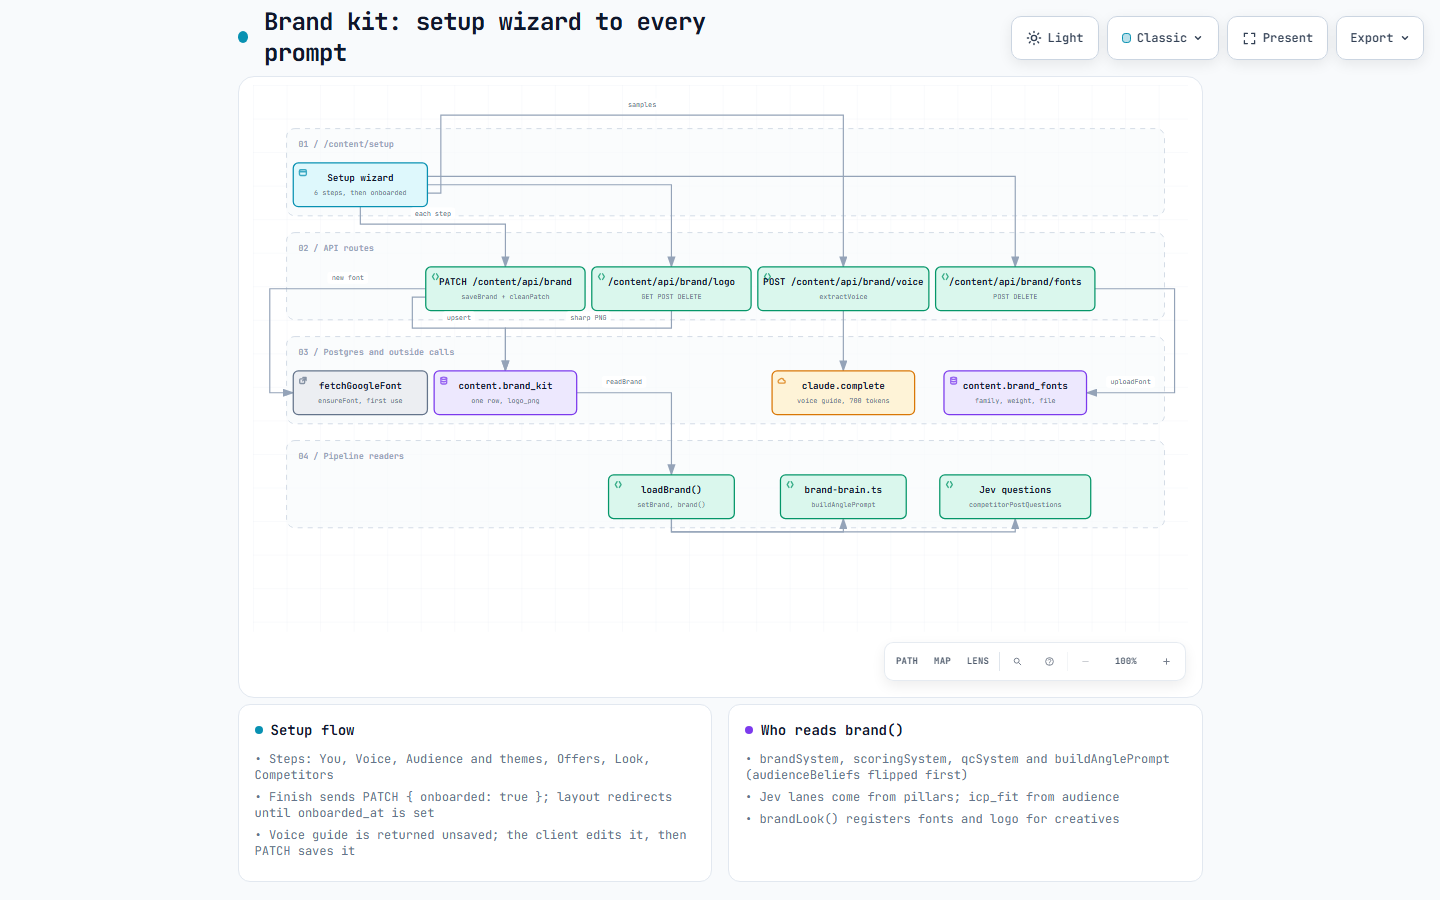 Brand kit: setup wizard to every
prompt
Light
Classic
Present
Export
samples
01 / /content/setup
Setup wizard
6 steps, then onboarded
each step
02 / API routes
new font
PATCH /content/api/brand
saveBrand + cleanPatch
/content/api/brand/logo
GET POST DELETE
POST /content/api/brand/voice
extractVoice
/content/api/brand/fonts
POST DELETE
upsert
sharp PNG
03 / Postgres and outside calls
fetchGoogleFont
ensureFont, first use
content.brand_kit
one row, logo_png
readBrand
claude.complete
voice guide, 700 tokens
content.brand_fonts
family, weight, file
uploadFont
04 / Pipeline readers
loadBrand()
setBrand, brand()
brand-brain.ts
buildAnglePrompt
Jev questions
competitorPostQuestions
PATH
MAP
LENS
100%
Setup flow
• Steps: You, Voice, Audience and themes, Offers, Look,
Competitors
• Finish sends PATCH { onboarded: true }; layout redirects
until onboarded_at is set
• Voice guide is returned unsaved; the client edits it, then
PATCH saves it
Who reads brand()
• brandSystem, scoringSystem, qcSystem and buildAnglePrompt
(audienceBeliefs flipped first)
• Jev lanes come from pillars; icp_fit from audience
• brandLook() registers fonts and logo for creatives